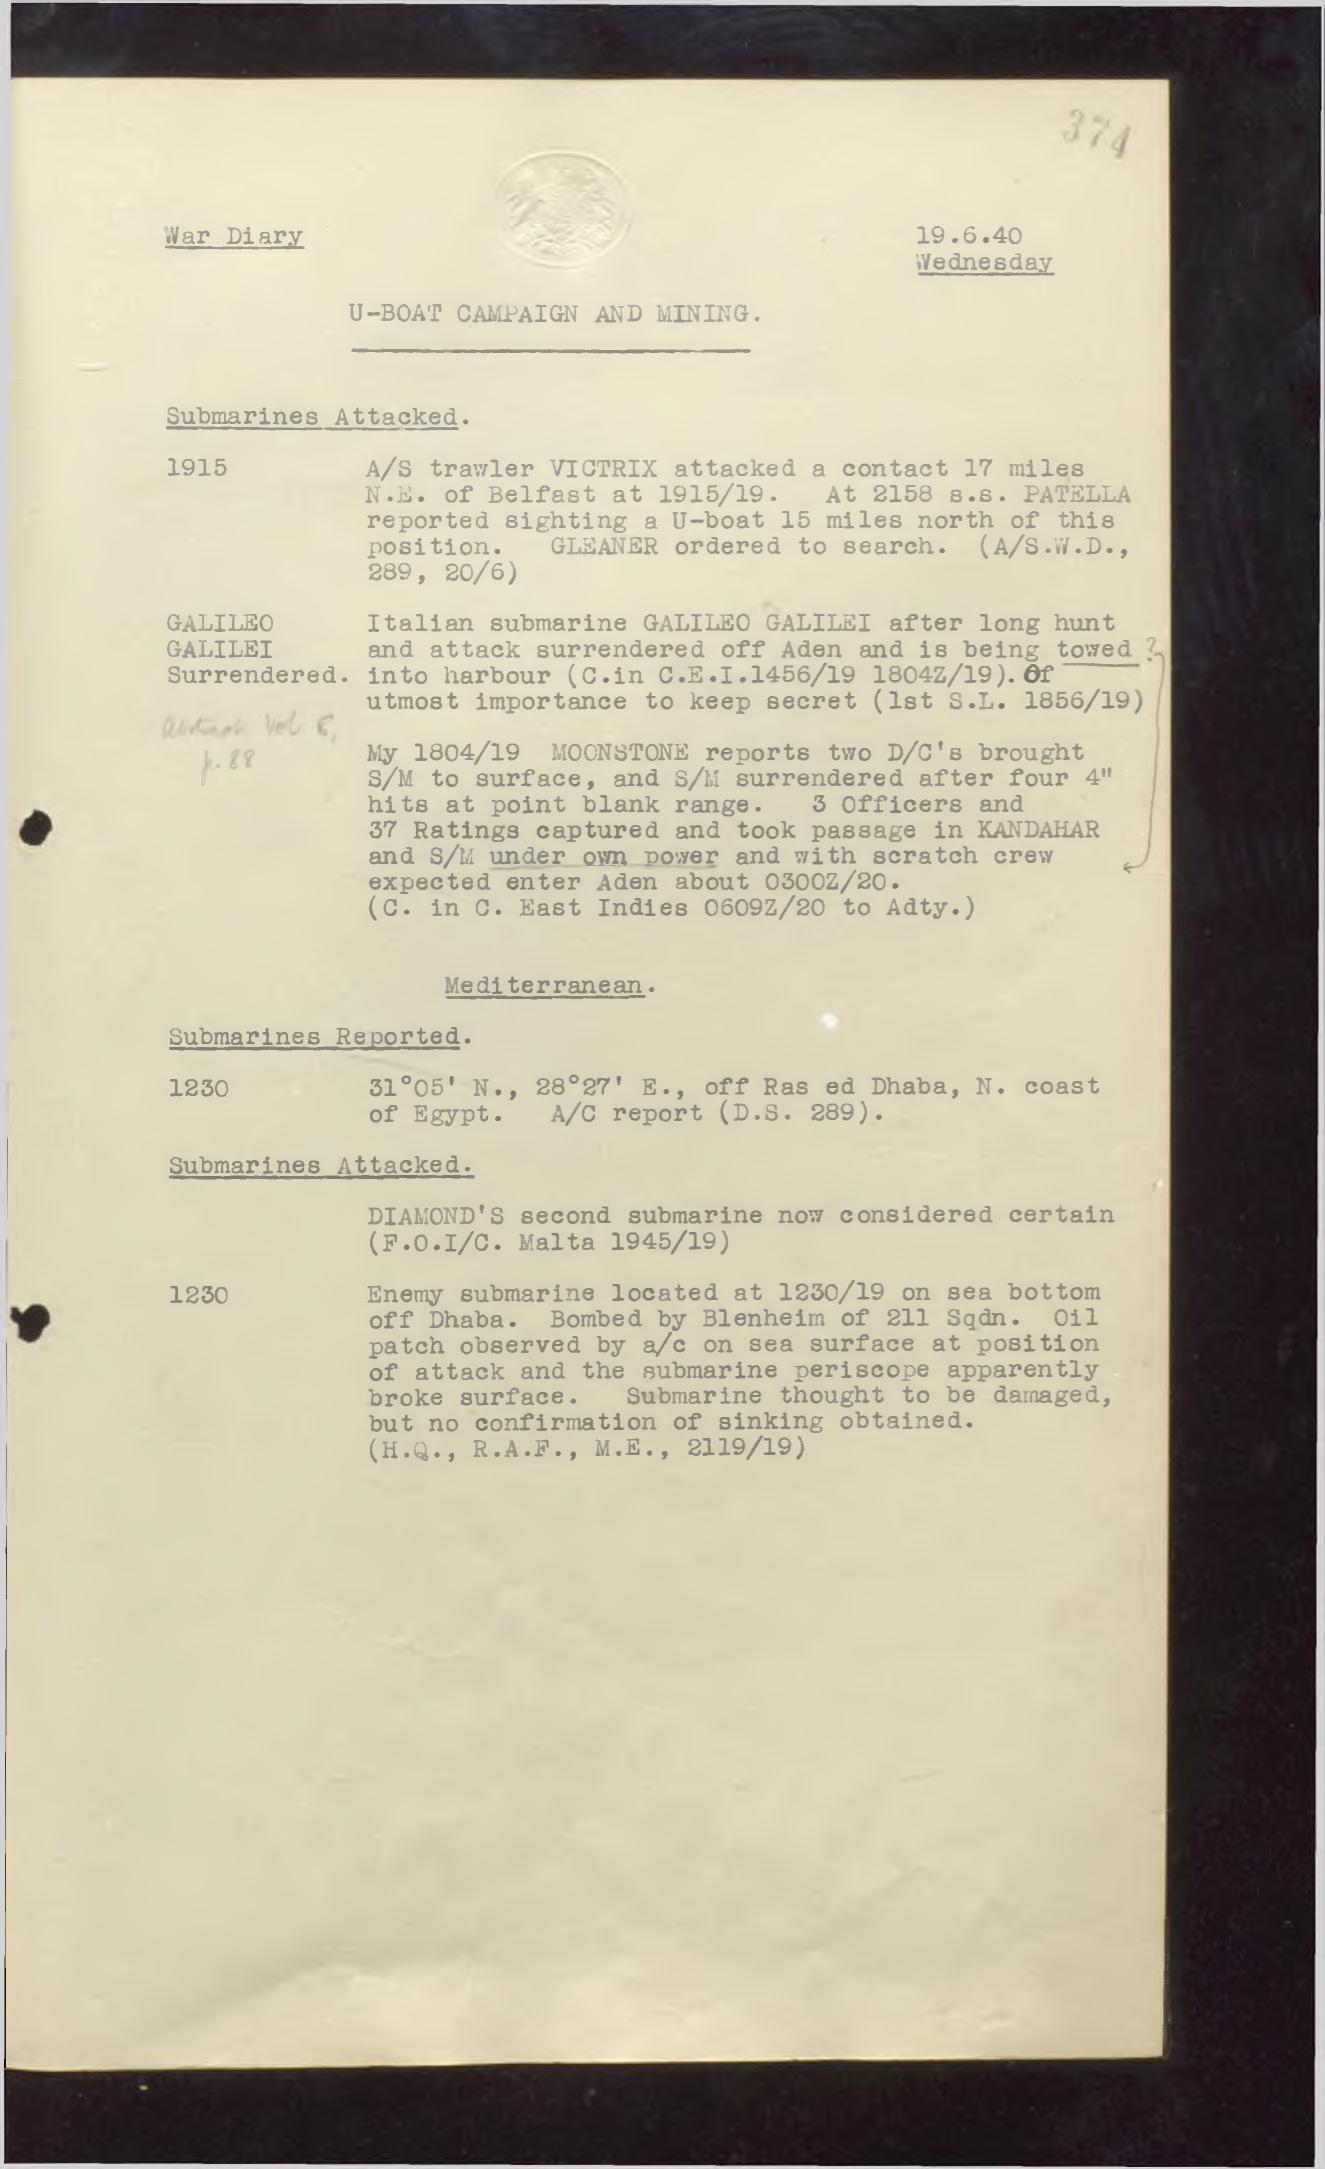 374
War Diary
19.6.40
Wednesday
U-BOAT CAMPAIGN AND MINING.
Submarines Attacked.
1915 A/S trawler VICTRIX attacked a contact 17 miles
N.E. of Belfast at 1915/19. At 2158 s.s. PATELLA
reported sighting a U-boat 15 miles north of this
position. GLEANER ordered to search. (A/S.W.D.,
289, 20/6)
GALILEO Italian submarine GALILEO GALILEI after long hunt
GALILEI and attack surrendered off Aden and is being towed ?
Surrendered. into harbour (C.in C.E.I.1456/19 1804Z/19). Of
utmost importance to keep secret (1st S.L. 1856/19)
Abstract Vol 6,
p. 88
My 1804/19 MOONSTONE reports two D/C's brought
S/M to surface, and S/M surrendered after four 4"
hits at point blank range. 3 Officers and
37 Ratings captured and took passage in KANDAHAR
and S/M under own power and with scratch crew
expected enter Aden about 0300Z/20.
(C. in C. East Indies 0609Z/20 to Adty.)
Mediterranean.
Submarines Reported.
1230 31°05' N., 28°27' E., off Ras ed Dhaba, N. coast
of Egypt. A/C report (D.S. 289).
Submarines Attacked.
DIAMOND'S second submarine now considered certain
(F.O.I/C. Malta 1945/19)
1230 Enemy submarine located at 1230/19 on sea bottom
off Dhaba. Bombed by Blenheim of 211 Sqdn. Oil
patch observed by a/c on sea surface at position
of attack and the submarine periscope apparently
broke surface. Submarine thought to be damaged,
but no confirmation of sinking obtained.
(H.Q., R.A.F., M.E., 2119/19)